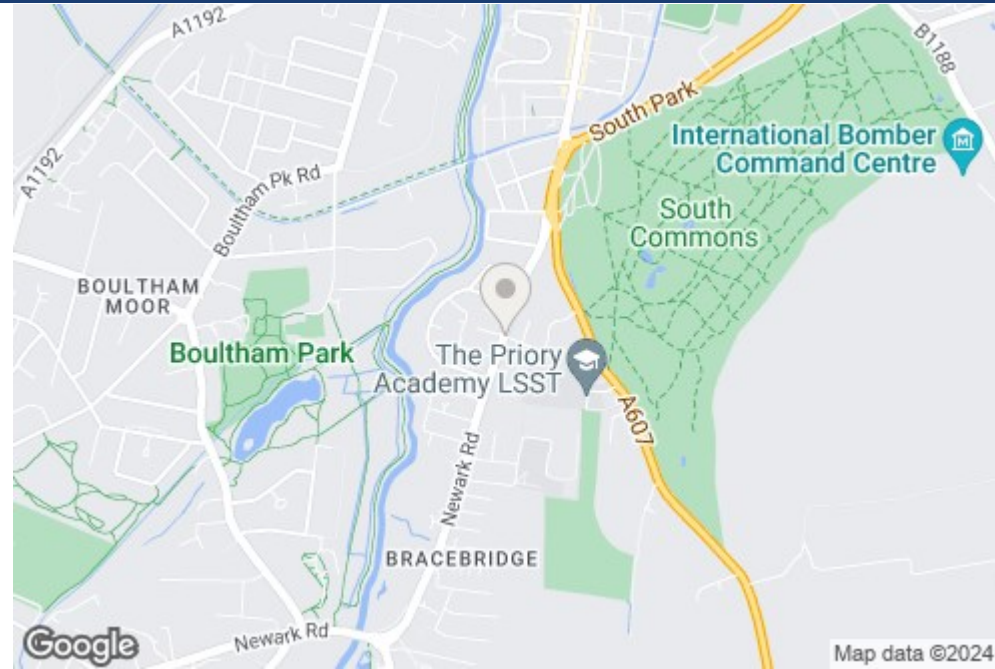 A1192
B1188
South Park
International Bomber
Command Centre
A1192
Boultham Pk Rd
South
Commons
BOULTHAM
MOOR
Boultham Park
The Priory
Academy LSST
A607
Newark Rd
BRACEBRIDGE
Newark Rd
Google
Map data ©2024